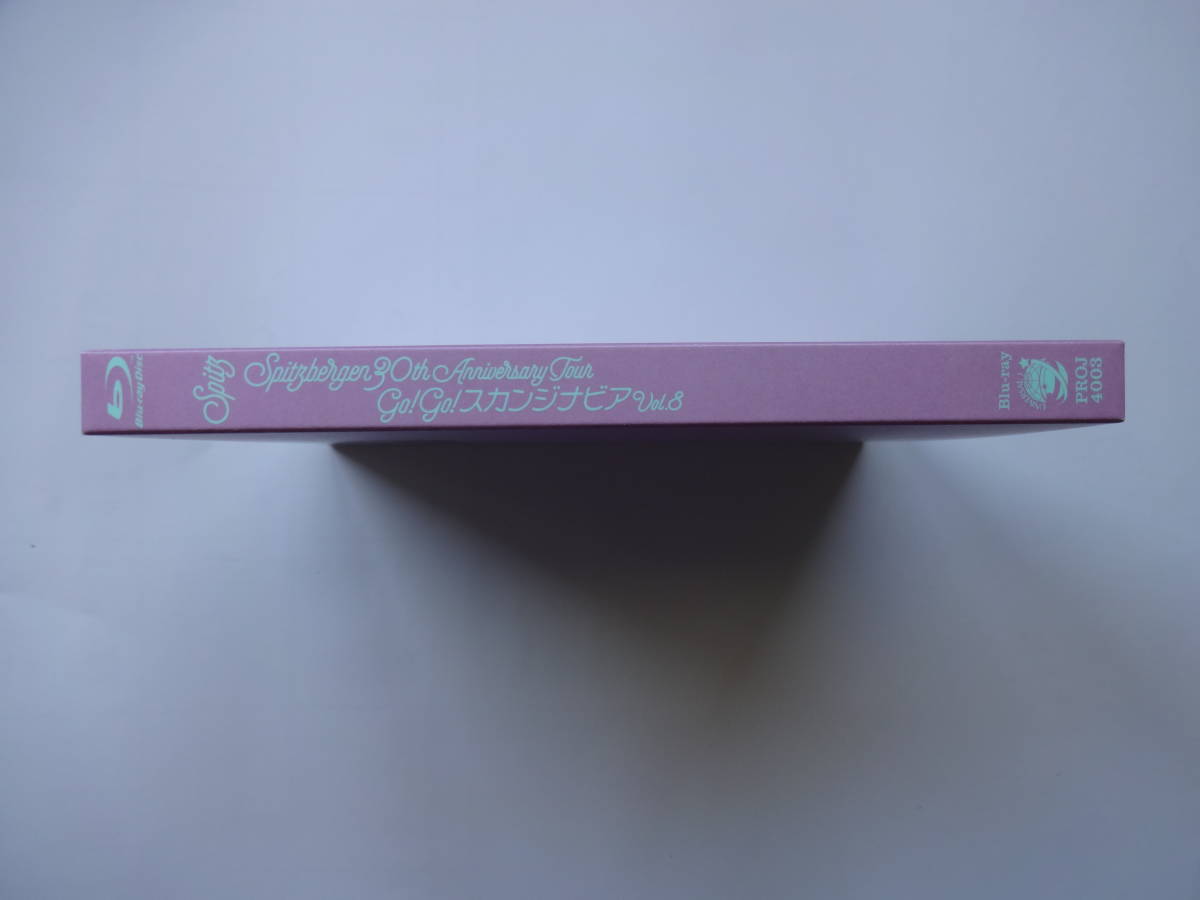 Blu-ray Disc
Spitz
Spitzbergen 30th Anniversary Tour
Go! Go! スカンジナビア Vol.8
Blu-ray
PROJ
4003